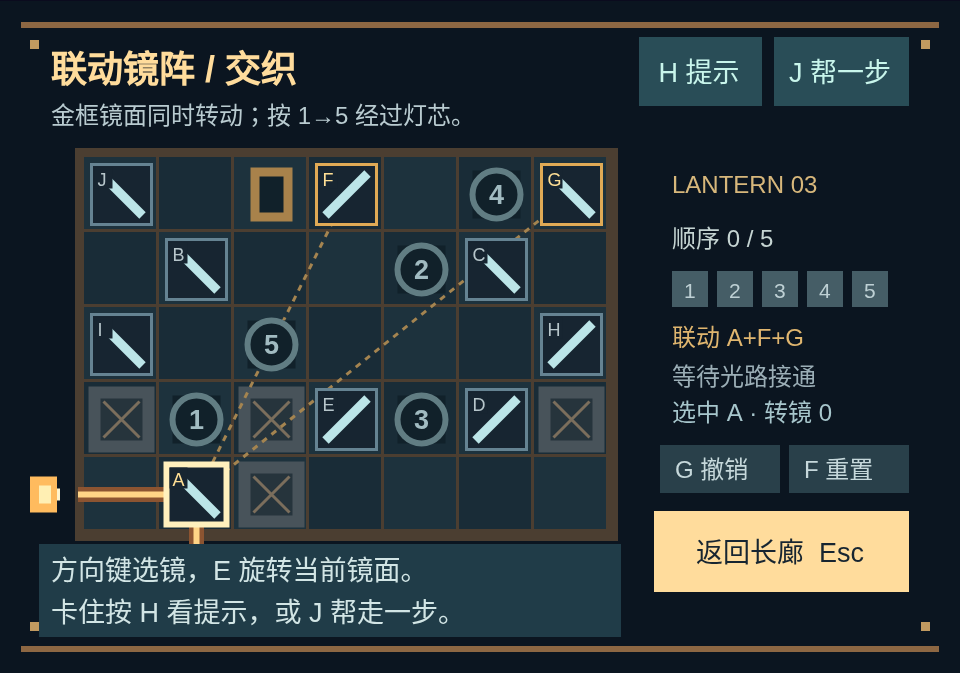 联动镜阵 / 交织
H 提示
J 帮一步
金框镜面同时转动；按 1→5 经过灯芯。
J
F
4
G
B
2
C
I
5
H
1
E
3
D
A
LANTERN 03
顺序 0 / 5
1 2 3 4 5
联动 A+F+G
等待光路接通
选中 A · 转镜 0
G 撤销
F 重置
返回长廊 Esc
方向键选镜，E 旋转当前镜面。
卡住按 H 看提示，或 J 帮走一步。